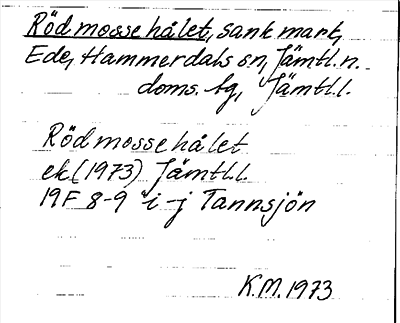 Rödmossehålet, sank mark,
Ede, Hammerdals sn, Jämtl. n.
doms. tg, Jämtl.l.
Rödmossehålet
ek (1973) Jämtl.l.
19F 8-9 i-j Tannsjön
K.M. 1973